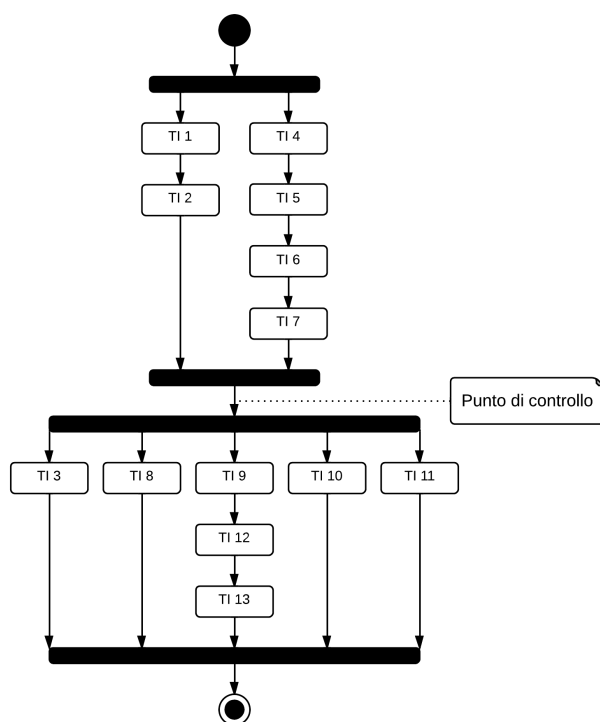 TI 1
TI 4
TI 2
TI 5
TI 6
TI 7
Punto di controllo
TI 3
TI 8
TI 9
TI 10
TI 11
TI 12
TI 13